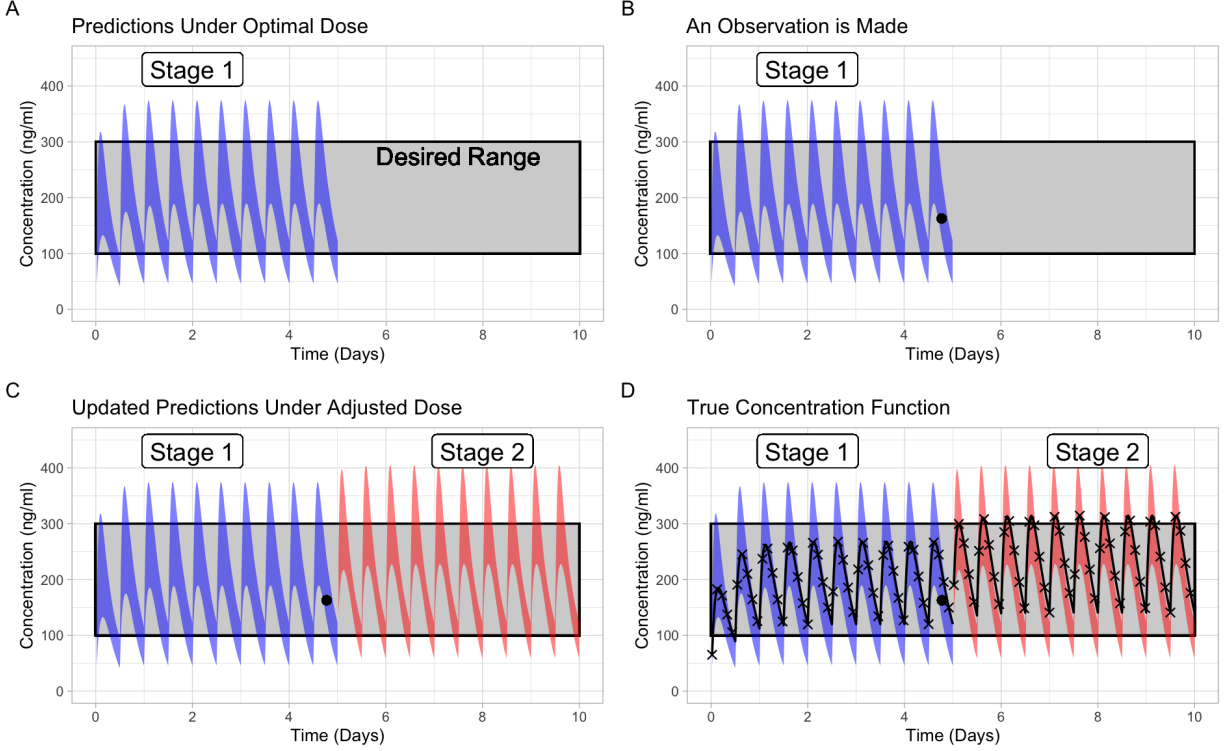 A
Predictions Under Optimal Dose
Stage 1
Desired Range
Concentration (ng/ml)
400
300
200
100
0
0 2 4 6 8 10
Time (Days)
B
An Observation is Made
Stage 1
Concentration (ng/ml)
400
300
200
100
0
0 2 4 6 8 10
Time (Days)
C
Updated Predictions Under Adjusted Dose
Stage 1 Stage 2
Concentration (ng/ml)
400
300
200
100
0
0 2 4 6 8 10
Time (Days)
D
True Concentration Function
Stage 1 Stage 2
Concentration (ng/ml)
400
300
200
100
0
0 2 4 6 8 10
Time (Days)